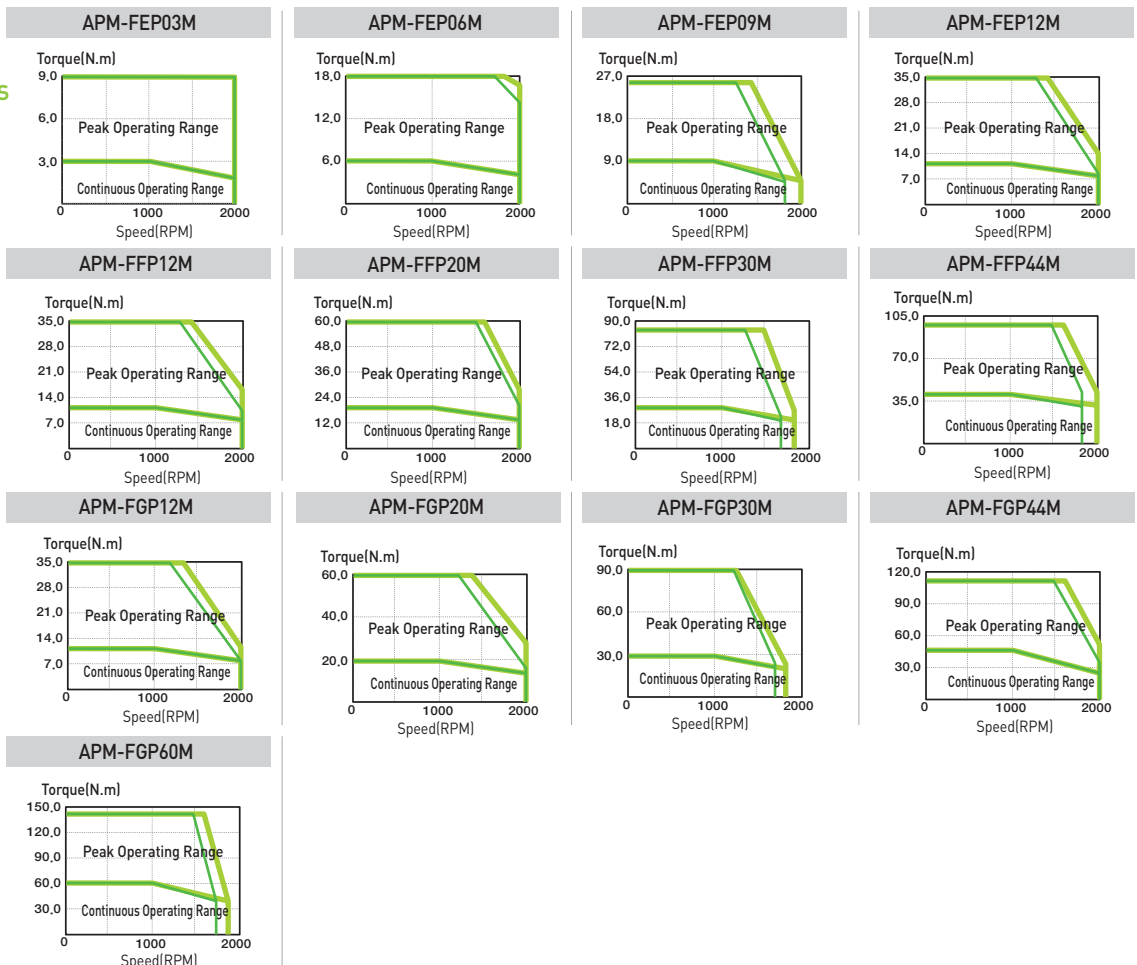 APM-FEP03M
Torque(N.m)
9,0
6,0
3,0
Peak Operating Range
Continuous Operating Range
0 1000 2000
Speed(RPM)
APM-FEP06M
Torque(N.m)
18,0
12,0
6,0
Peak Operating Range
Continuous Operating Range
0 1000 2000
Speed(RPM)
APM-FEP09M
Torque(N.m)
27,0
18,0
9,0
Peak Operating Range
Continuous Operating Range
0 1000 2000
Speed(RPM)
APM-FEP12M
Torque(N.m)
35,0
28,0
21,0
14,0
7,0
Peak Operating Range
Continuous Operating Range
0 1000 2000
Speed(RPM)
s
APM-FFP12M
Torque(N.m)
35,0
28,0
21,0
14,0
7,0
Peak Operating Range
Continuous Operating Range
0 1000 2000
Speed(RPM)
APM-FFP20M
Torque(N.m)
60,0
48,0
36,0
24,0
12,0
Peak Operating Range
Continuous Operating Range
0 1000 2000
Speed(RPM)
APM-FFP30M
Torque(N.m)
90,0
72,0
54,0
36,0
18,0
Peak Operating Range
Continuous Operating Range
0 1000 2000
Speed(RPM)
APM-FFP44M
Torque(N.m)
105,0
70,0
35,0
Peak Operating Range
Continuous Operating Range
0 1000 2000
Speed(RPM)
APM-FGP12M
Torque(N.m)
35,0
28,0
21,0
14,0
7,0
Peak Operating Range
Continuous Operating Range
0 1000 2000
Speed(RPM)
APM-FGP20M
Torque(N.m)
60,0
40,0
20,0
Peak Operating Range
Continuous Operating Range
0 1000 2000
Speed(RPM)
APM-FGP30M
Torque(N.m)
90,0
60,0
30,0
Peak Operating Range
Continuous Operating Range
0 1000 2000
Speed(RPM)
APM-FGP44M
Torque(N.m)
120,0
90,0
60,0
30,0
Peak Operating Range
Continuous Operating Range
0 1000 2000
Speed(RPM)
APM-FGP60M
Torque(N.m)
150,0
120,0
90,0
60,0
30,0
Peak Operating Range
Continuous Operating Range
0 1000 2000
Speed(RPM)